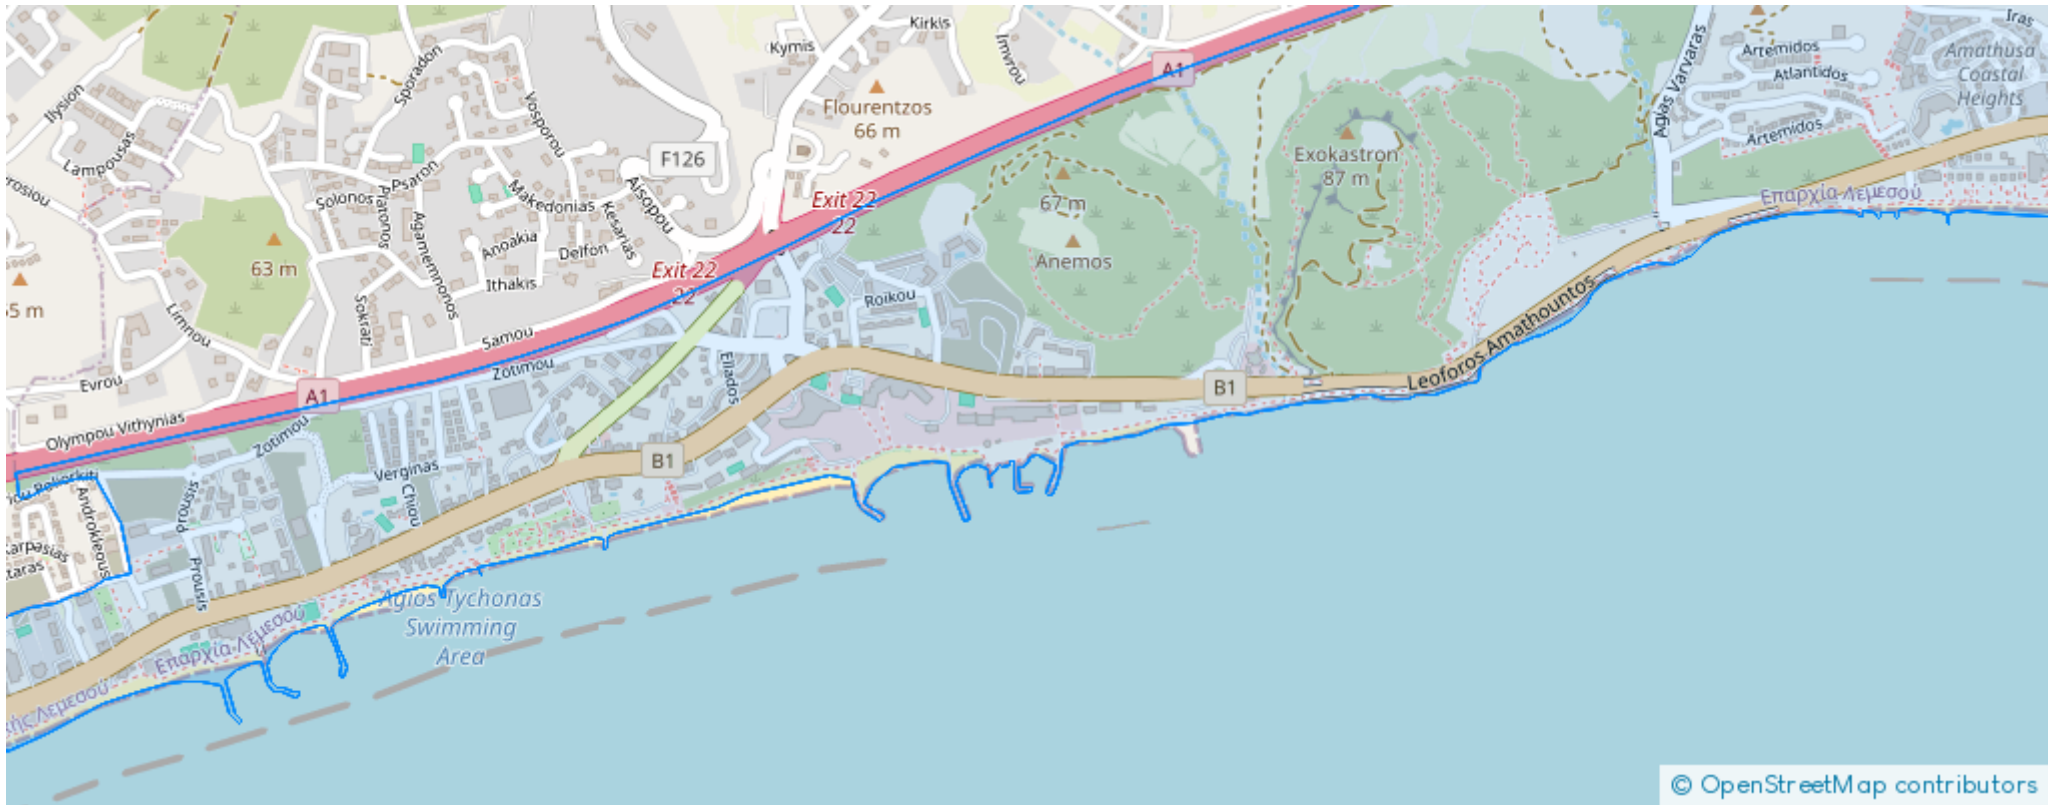 Kirkis
Kymis
Imvrou
Iras
Artemidos
Amathusa
Coastal
Heights
Atlantidos
Agias Varvaras
Artemidos
A1
Sporadon
Ilysion
Vosporou
Flourentzos
66 m
Lampousas
F126
Exokastron
87 m
Psaron
Aisopou
Makedonias
Solonos
Platonos
Agamemnonos
Kesarias
Exit 22
22
67 m
Επαρχία Λεμεσού
Anoakia
Delfon
63 m
Anemos
Exit 22
22
Ithakis
Roikou
Sokrati
Limnou
Samou
Leoforos Amathountos
Zotimou
Ellados
Evrou
A1
B1
Olympou Vithynias
Zotimou
B1
Verginas
Chiou
Androkleous
Prousis
Prousis
Agios Tychonas
Swimming
Area
Επαρχία Λεμεσού
© OpenStreetMap contributors